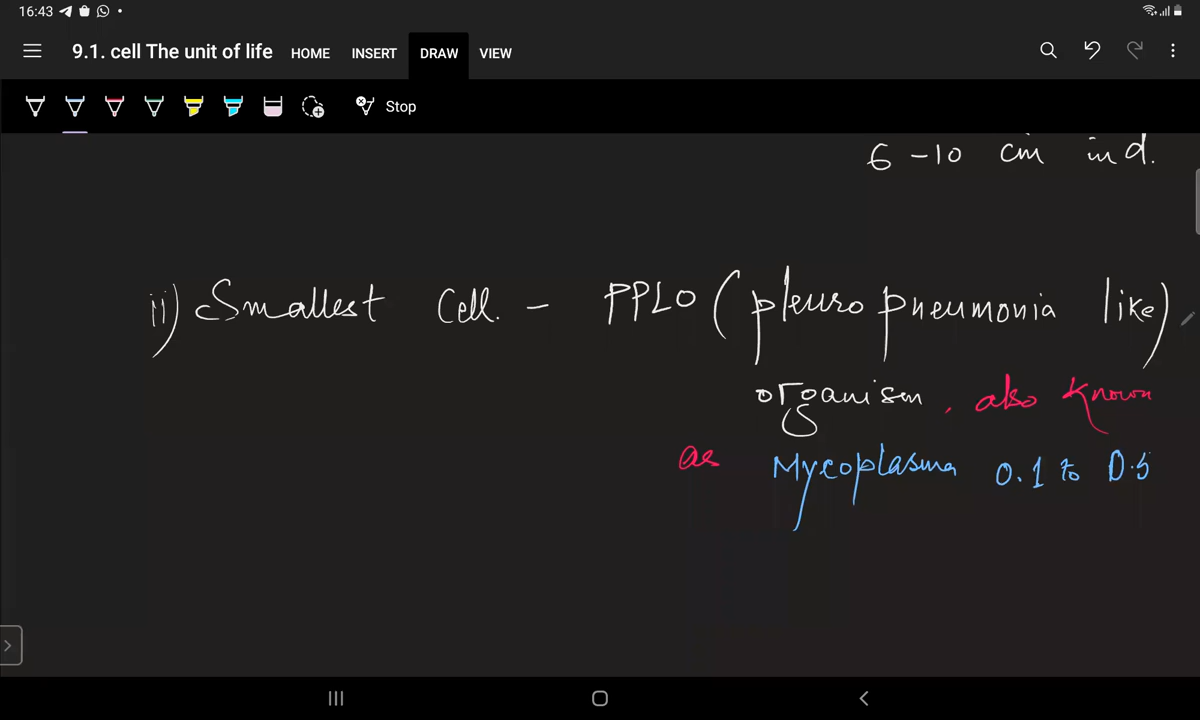 16:43
9.1. cell The unit of life HOME INSERT DRAW VIEW
Stop
6 - 10 cm in d.
ii) Smallest Cell. - PPLO (pleuro pneumonia like)
organism, also known
as Mycoplasma 0.1 to 0.5